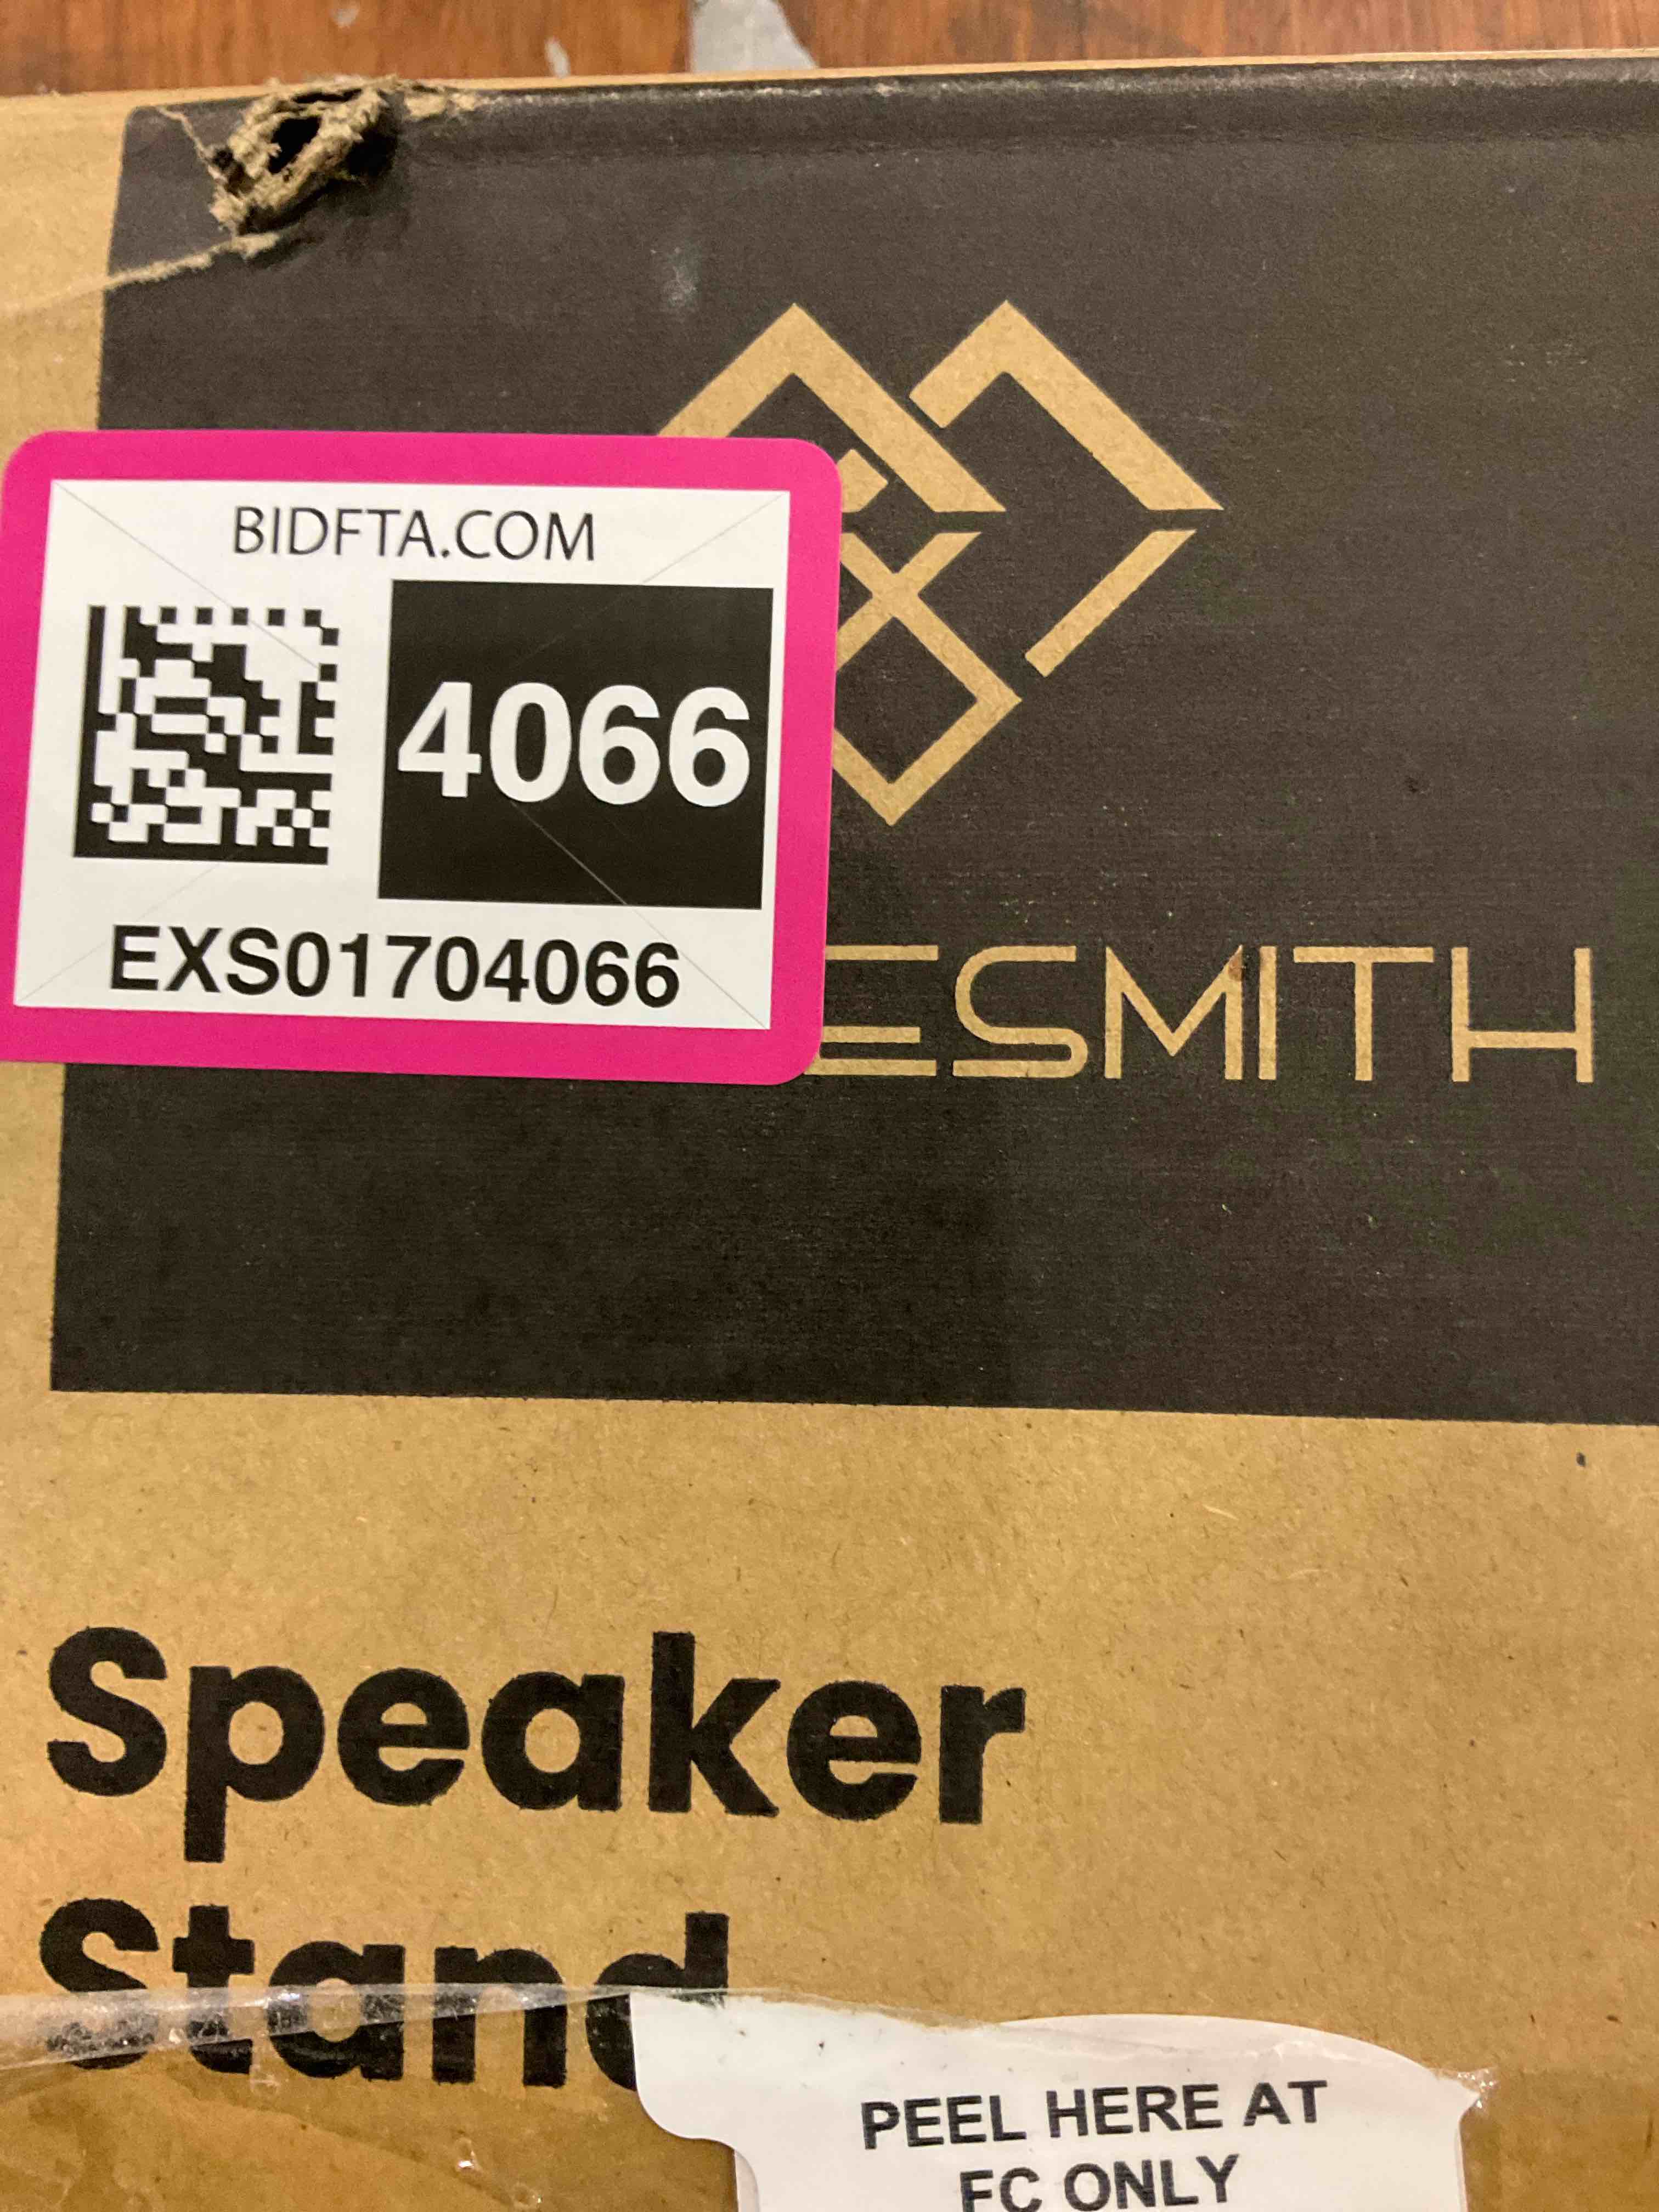 BIDFTA.COM
4066
EXS01704066
ESMITH
Speaker
Stand
PEEL HERE AT
FC ONLY